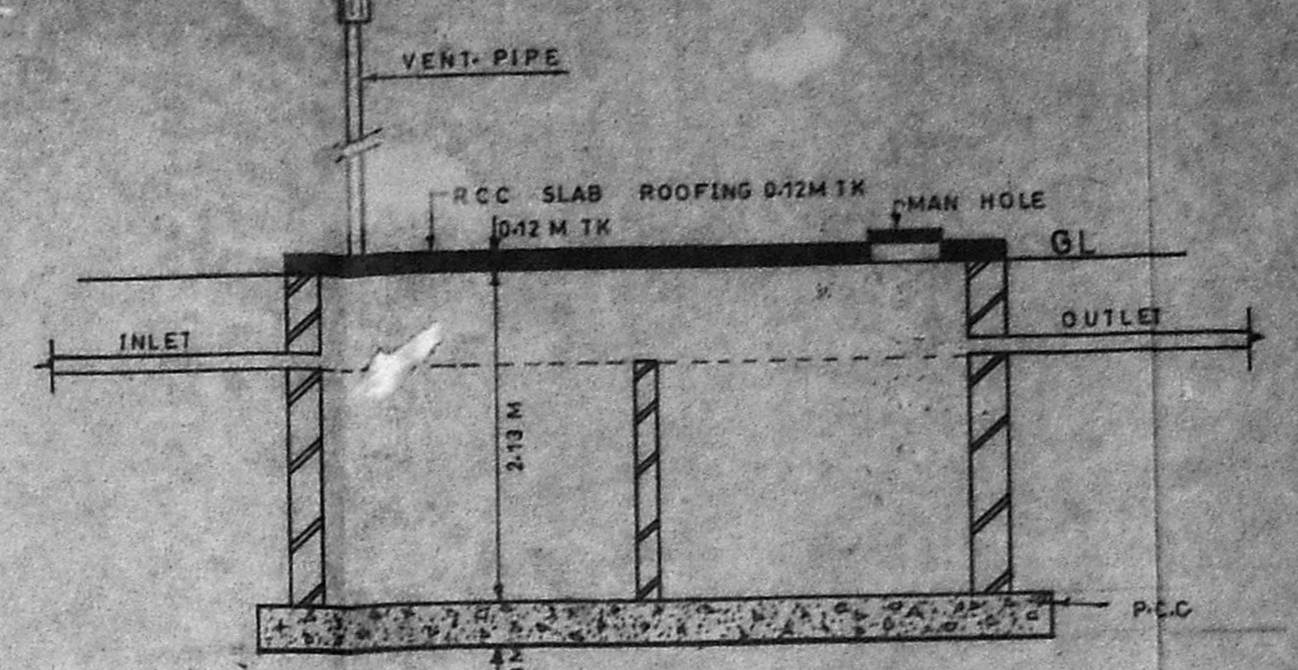 VENT. PIPE
RCC SLAB ROOFING 0.12M TK
0.12 M TK
MAN HOLE
GL
INLET
OUTLET
2.13 M
P.C.C